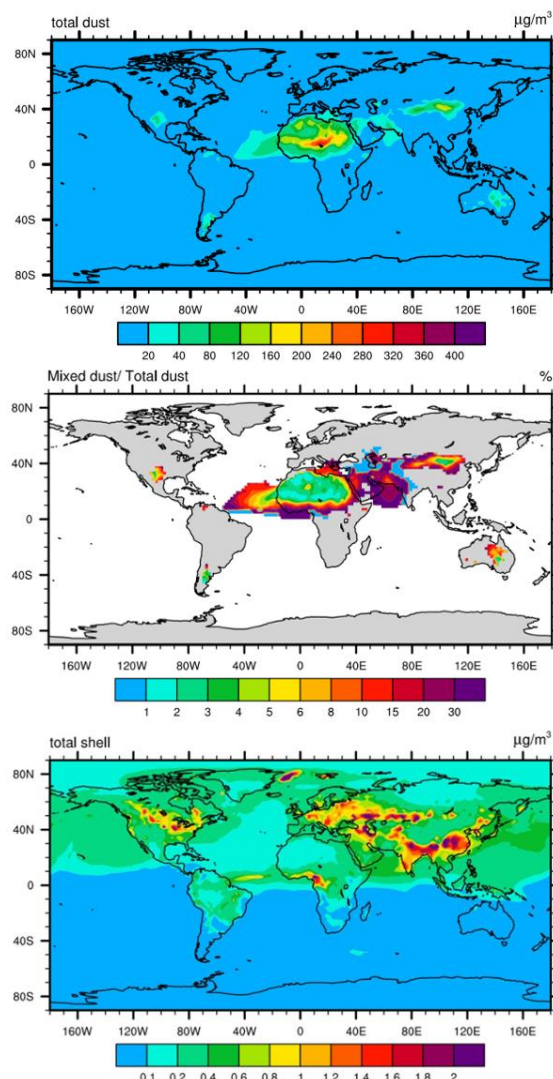 total dust μg/m³
80N
40N
0
40S
80S
160W 120W 80W 40W 0 40E 80E 120E 160E
20 40 80 120 160 200 240 280 320 360 400
Mixed dust/ Total dust %
80N
40N
0
40S
80S
160W 120W 80W 40W 0 40E 80E 120E 160E
1 2 3 4 5 6 8 10 15 20 30
total shell μg/m³
80N
40N
0
40S
80S
160W 120W 80W 40W 0 40E 80E 120E 160E
0.1 0.2 0.4 0.6 0.8 1 1.2 1.4 1.6 1.8 2